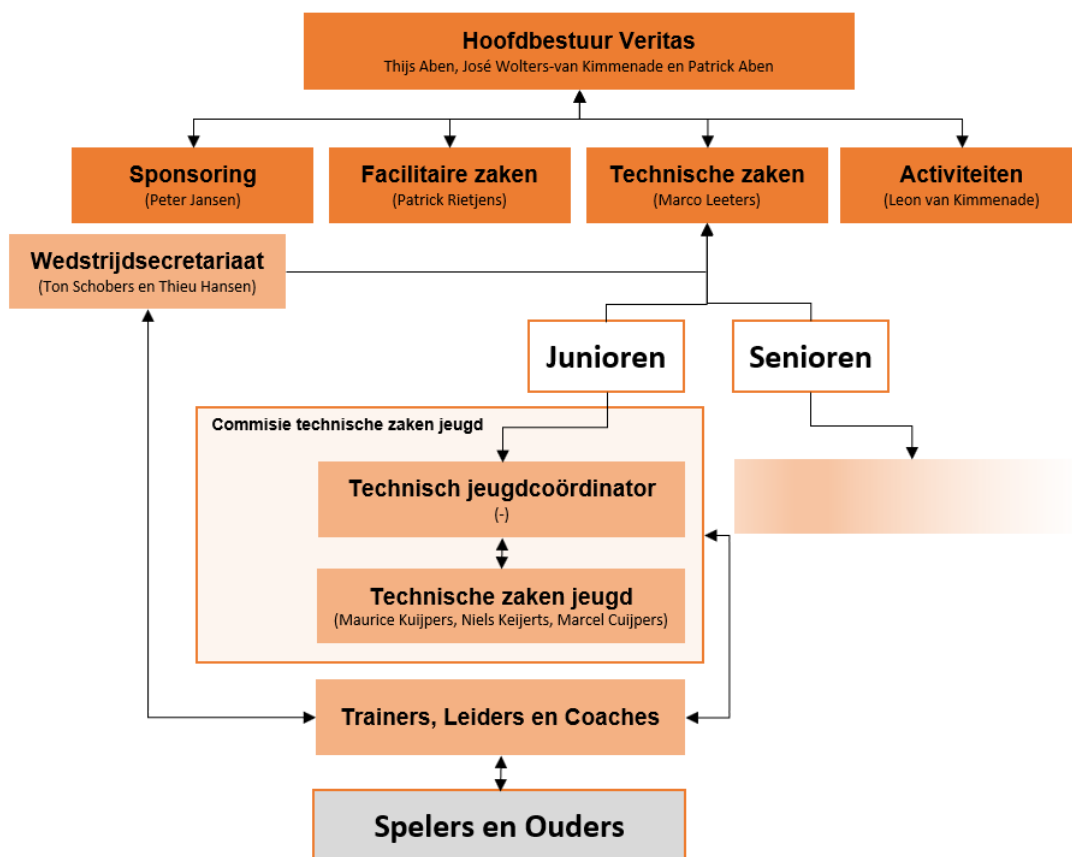 Hoofdbestuur Veritas
Thijs Aben, José Wolters-van Kimmenade en Patrick Aben
Sponsoring
(Peter Jansen)
Facilitaire zaken
(Patrick Rietjens)
Technische zaken
(Marco Leeters)
Activiteiten
(Leon van Kimmenade)
Wedstrijdsecretariaat
(Ton Schobers en Thieu Hansen)
Junioren
Senioren
Commisie technische zaken jeugd
Technisch jeugdcoördinator
(-)
Technische zaken jeugd
(Maurice Kuijpers, Niels Keijerts, Marcel Cuijpers)
Trainers, Leiders en Coaches
Spelers en Ouders